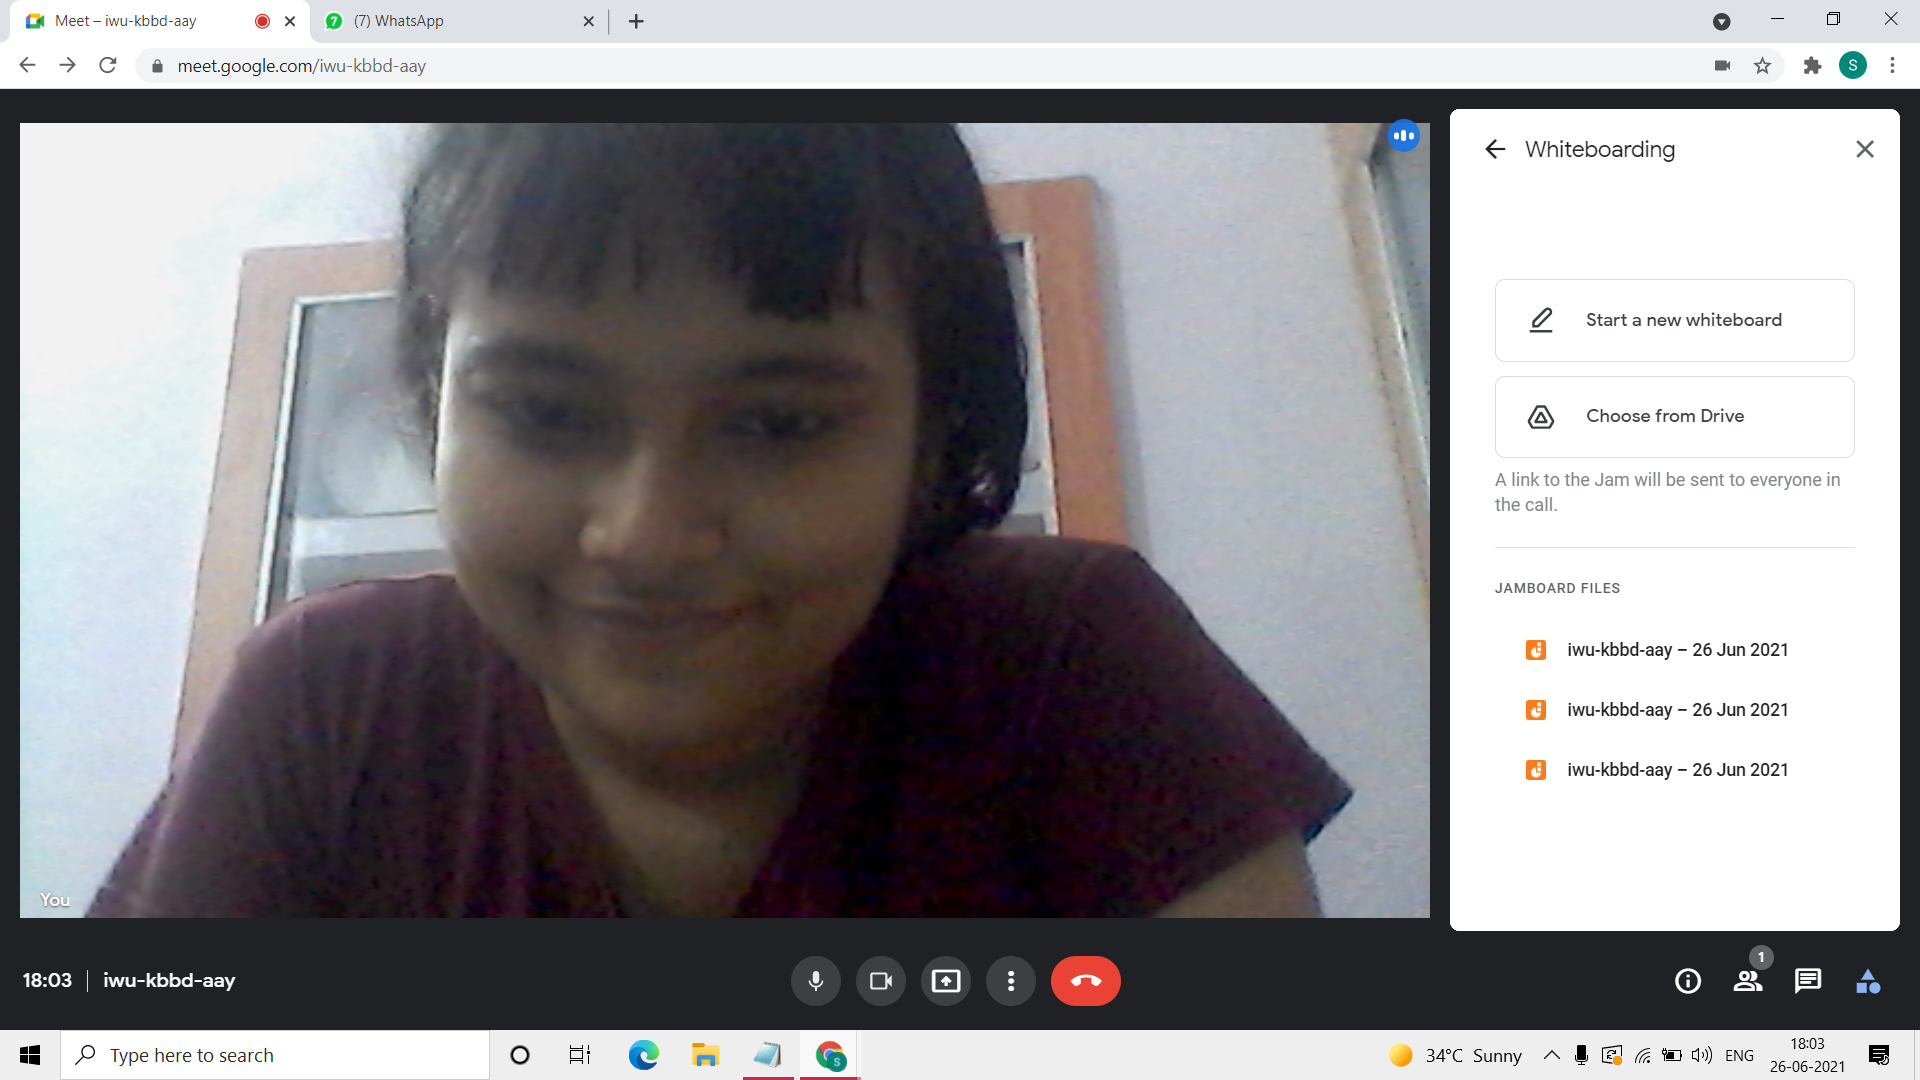 Meet – iwu-kbbd-aay
7
(7) WhatsApp
meet.google.com/iwu-kbbd-aay
S
Whiteboarding
Start a new whiteboard
Choose from Drive
A link to the Jam will be sent to everyone in
the call.
JAMBOARD FILES
iwu-kbbd-aay – 26 Jun 2021
iwu-kbbd-aay – 26 Jun 2021
iwu-kbbd-aay – 26 Jun 2021
You
18:03 iwu-kbbd-aay
1
Type here to search
S
34°C Sunny
ENG
18:03
26-06-2021